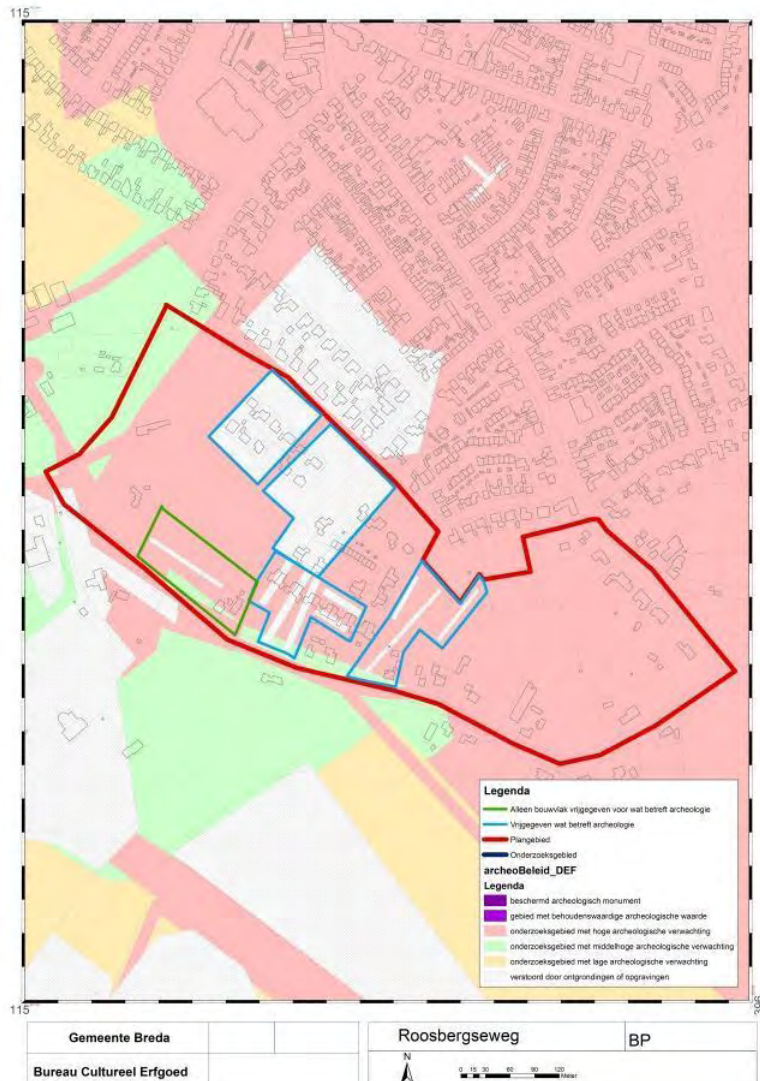 115
Legenda
Alleen bouwvlak vrijgegeven voor wat betreft archeologie
Vrijgegeven wat betreft archeologie
Plangebied
Onderzoeksgebied
archeoBeleid_DEF
Legenda
beschermd archeologisch monument
gebied met behoudenswaardige archeologische waarde
onderzoeksgebied met hoge archeologische verwachting
onderzoeksgebied met middelhoge archeologische verwachting
onderzoeksgebied met lage archeologische verwachting
verstoord door ontgrondingen of opgravingen
115
396
Gemeente Breda
Roosbergseweg
BP
Bureau Cultureel Erfgoed
N
0 15 30 60 90 120
Meter